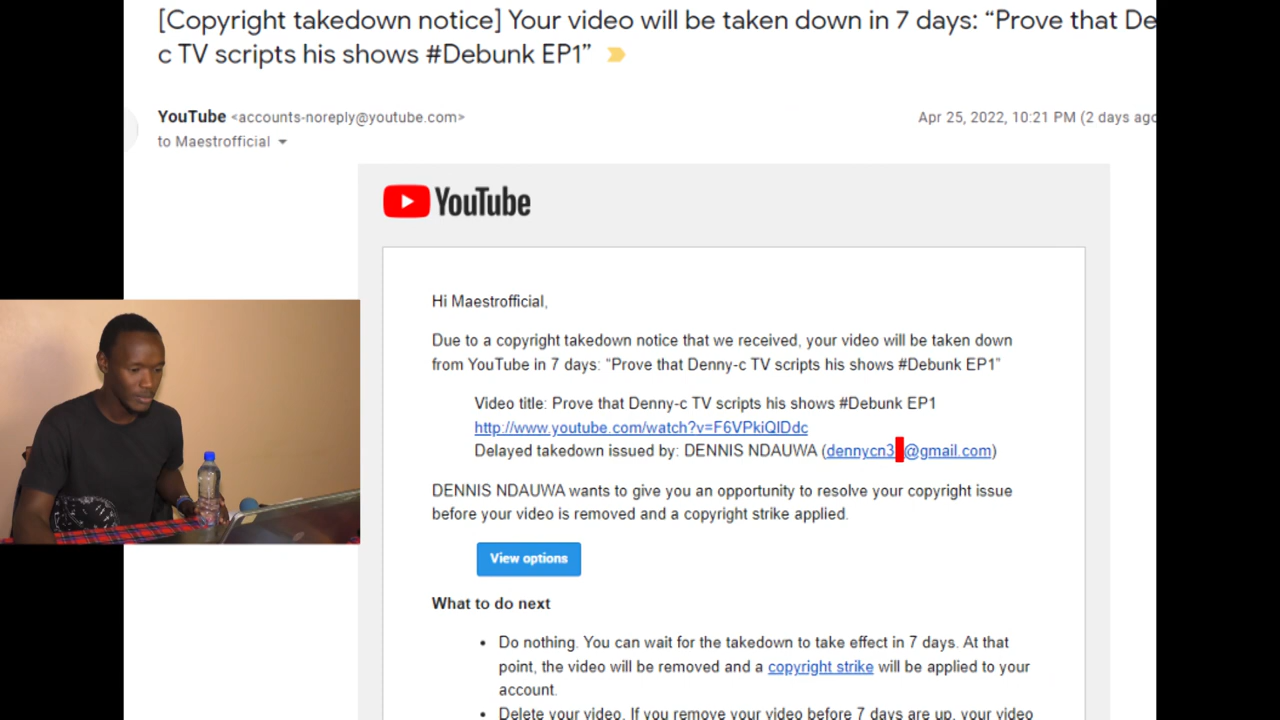 [Copyright takedown notice] Your video will be taken down in 7 days: “Prove that De
c TV scripts his shows #Debunk EP1”
YouTube <accounts-noreply@youtube.com>
Apr 25, 2022, 10:21 PM (2 days ago
to Maestrofficial
YouTube
Hi Maestrofficial,
Due to a copyright takedown notice that we received, your video will be taken down
from YouTube in 7 days: “Prove that Denny-c TV scripts his shows #Debunk EP1”
Video title: Prove that Denny-c TV scripts his shows #Debunk EP1
http://www.youtube.com/watch?v=F6VPkiQlDdc
Delayed takedown issued by: DENNIS NDAUWA (dennycn3 @gmail.com)
DENNIS NDAUWA wants to give you an opportunity to resolve your copyright issue
before your video is removed and a copyright strike applied.
View options
What to do next
• Do nothing. You can wait for the takedown to take effect in 7 days. At that
point, the video will be removed and a copyright strike will be applied to your
account.
• Delete your video. If you remove your video before 7 days are up, your video